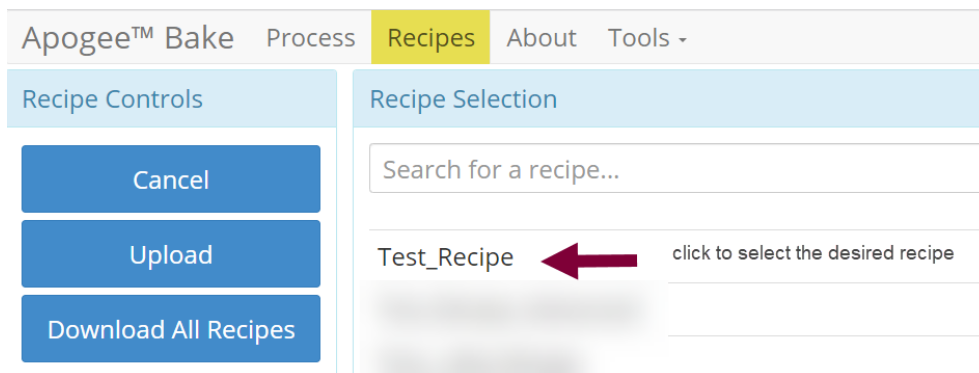 Apogee™ Bake Process Recipes About Tools
Recipe Controls
Recipe Selection
Cancel
Upload
Download All Recipes
Search for a recipe...
Test_Recipe click to select the desired recipe